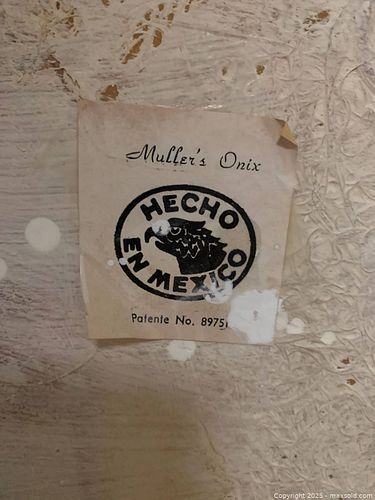 Muller's Onix
HECHO
EN MEXICO
Patente No. 8975
Copyright 2025 - maxsold.com